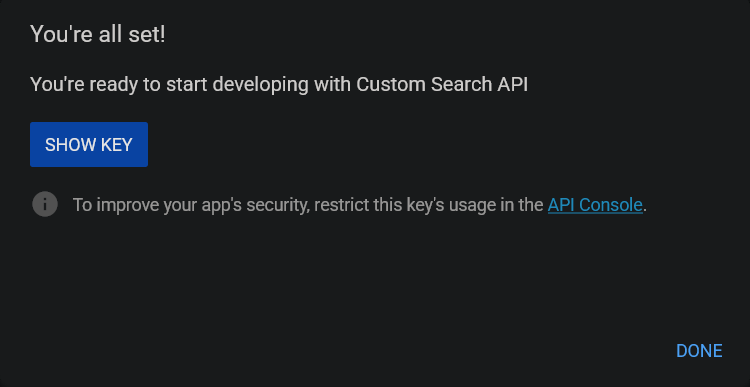 You're all set!
You're ready to start developing with Custom Search API
SHOW KEY
To improve your app's security, restrict this key's usage in the API Console.
DONE